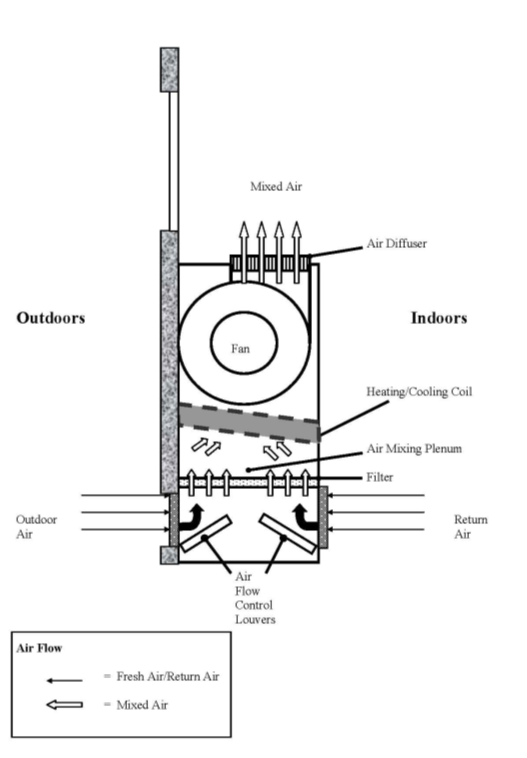 Mixed Air
Air Diffuser
Outdoors
Indoors
Fan
Heating/Cooling Coil
Air Mixing Plenum
Filter
Outdoor
Air
Return
Air
Air
Flow
Control
Louvers
Air Flow
= Fresh Air/Return Air
= Mixed Air